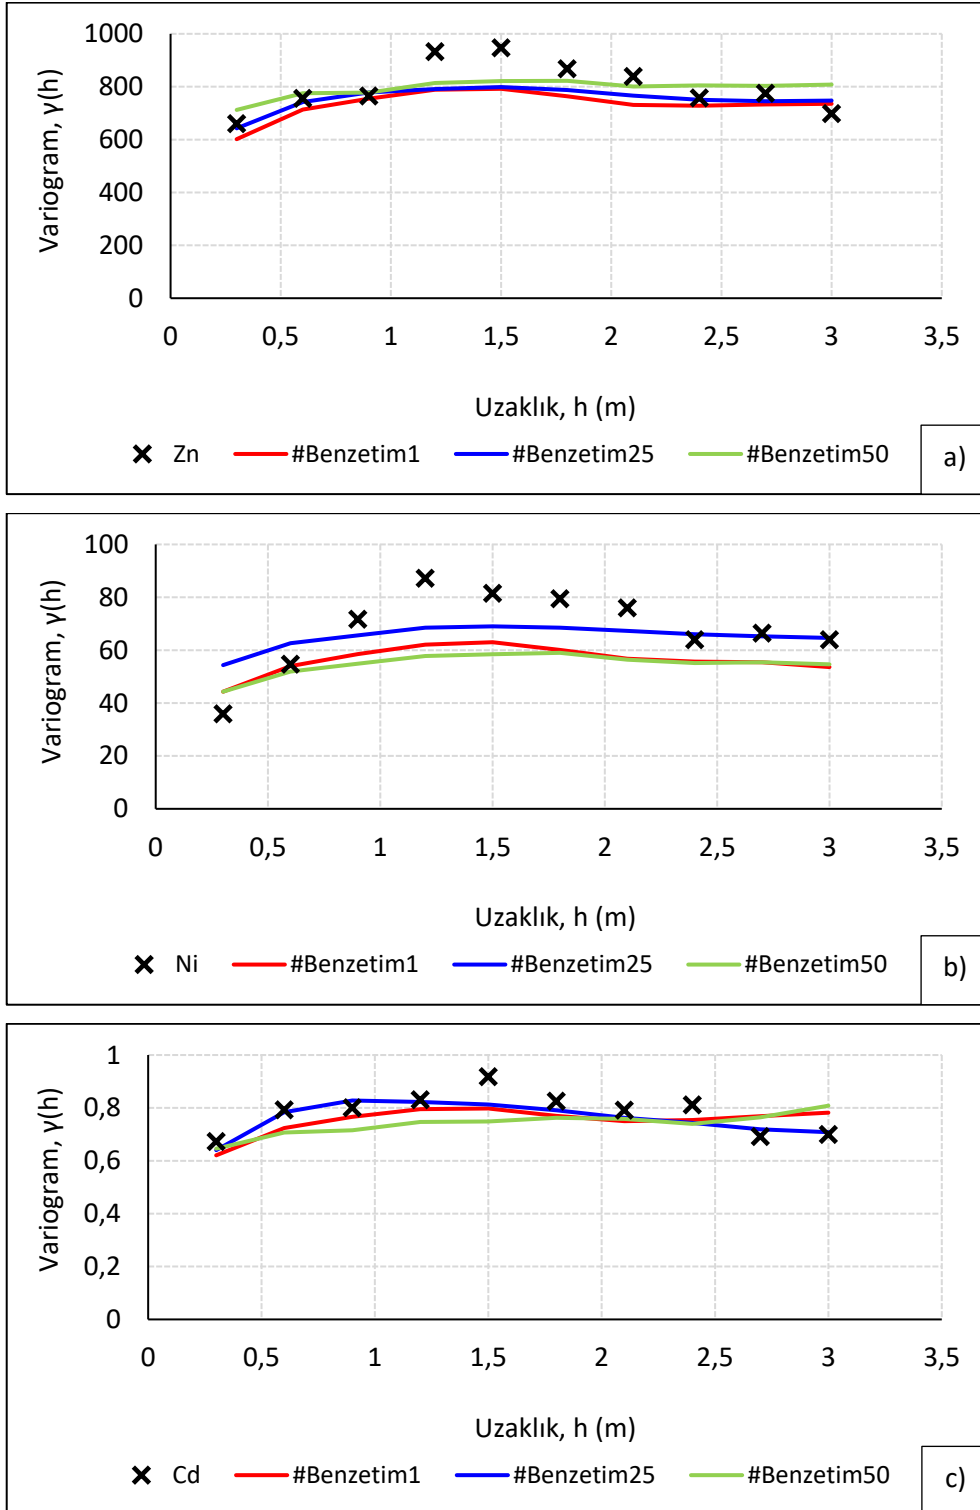 Variogram, γ(h)
1000
800
600
400
200
0
0 0,5 1 1,5 2 2,5 3 3,5
Uzaklık, h (m)
Zn #Benzetim1 #Benzetim25 #Benzetim50
a)
Variogram, γ(h)
100
80
60
40
20
0
0 0,5 1 1,5 2 2,5 3 3,5
Uzaklık, h (m)
Ni #Benzetim1 #Benzetim25 #Benzetim50
b)
Variogram, γ(h)
1
0,8
0,6
0,4
0,2
0
0 0,5 1 1,5 2 2,5 3 3,5
Uzaklık, h (m)
Cd #Benzetim1 #Benzetim25 #Benzetim50
c)